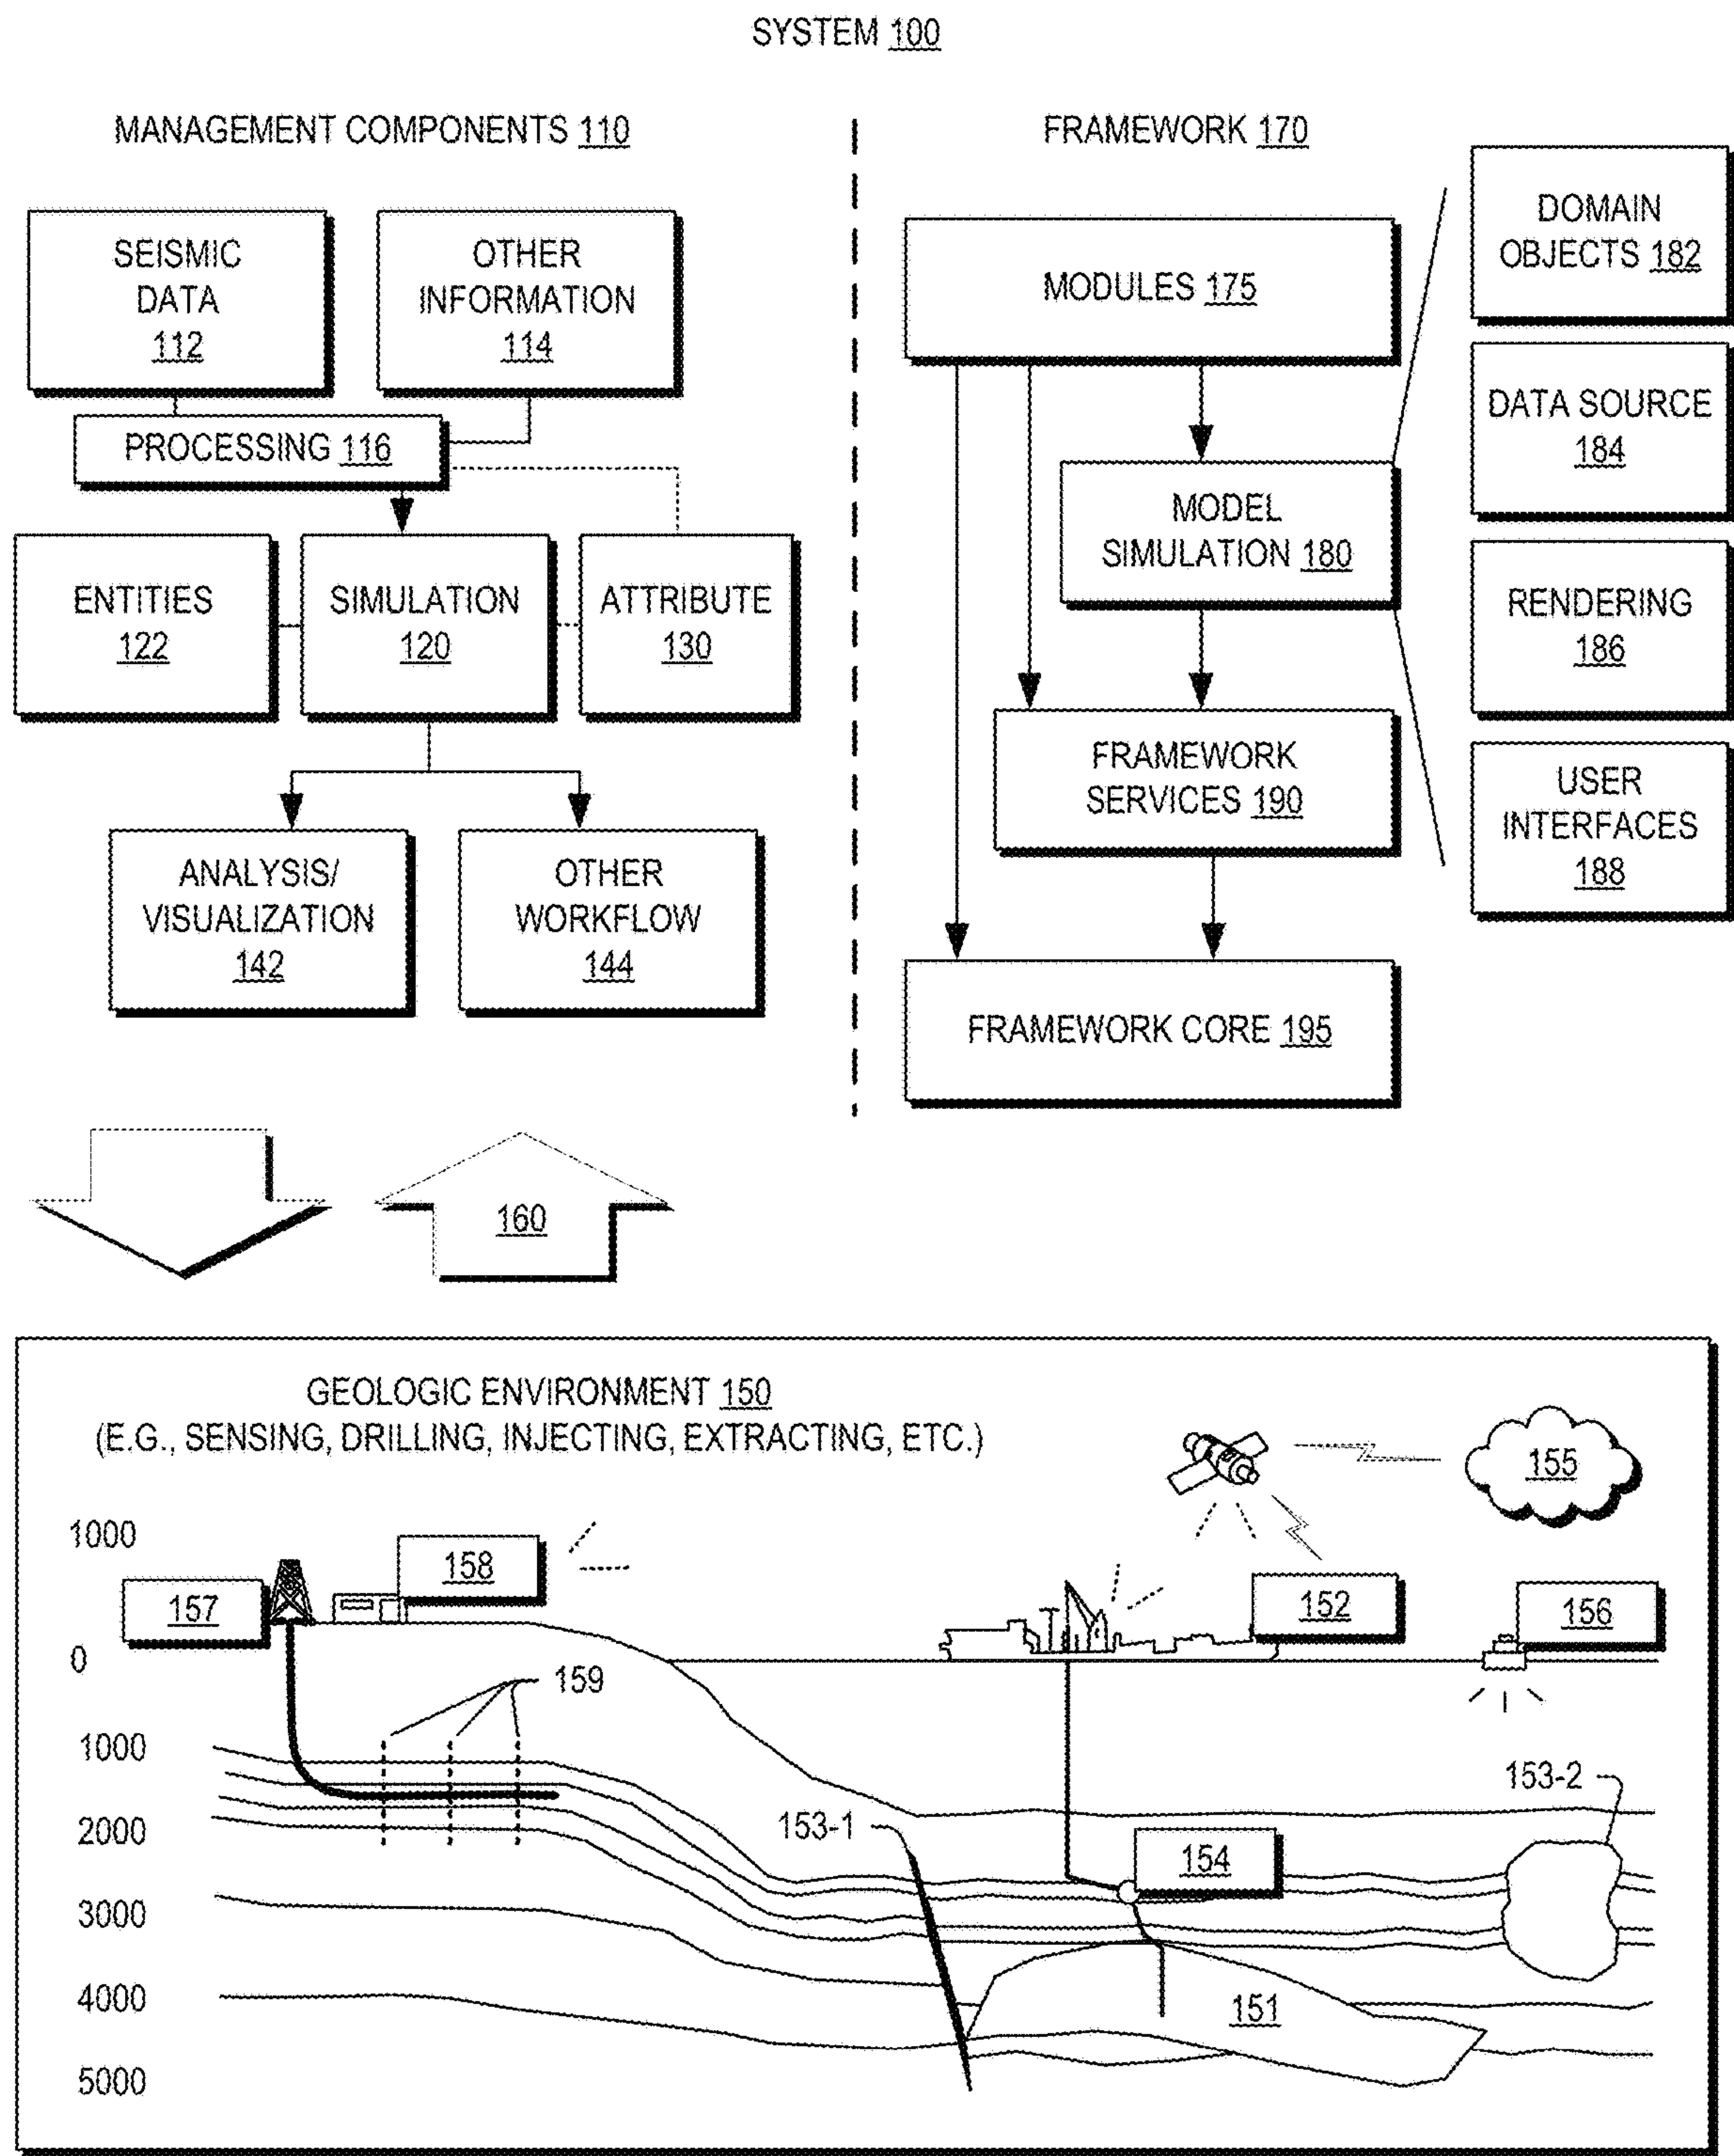 SYSTEM 100
MANAGEMENT COMPONENTS 110
SEISMIC
DATA
112
OTHER
INFORMATION
114
PROCESSING 116
ENTITIES
122
SIMULATION
120
ATTRIBUTE
130
ANALYSIS/
VISUALIZATION
142
OTHER
WORKFLOW
144
FRAMEWORK 170
MODULES 175
MODEL
SIMULATION 180
FRAMEWORK
SERVICES 190
FRAMEWORK CORE 195
DOMAIN
OBJECTS 182
DATA SOURCE
184
RENDERING
186
USER
INTERFACES
188
160
GEOLOGIC ENVIRONMENT 150
(E.G., SENSING, DRILLING, INJECTING, EXTRACTING, ETC.)
155
1000
158
157
152
156
0
159
1000
153-2
2000
153-1
154
3000
4000
151
5000